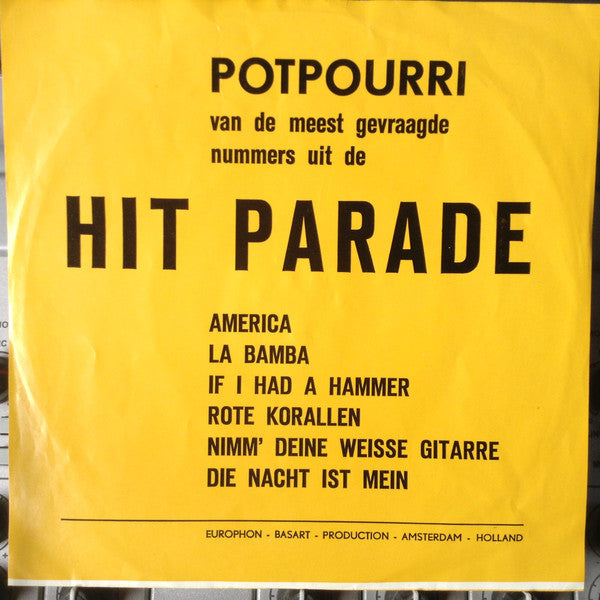 POTPOURRI
van de meest gevraagde
nummers uit de
HIT PARADE
AMERICA
LA BAMBA
IF I HAD A HAMMER
ROTE KORALLEN
NIMM' DEINE WEISSE GITARRE
DIE NACHT IST MEIN
EUROPHON - BASART - PRODUCTION - AMSTERDAM - HOLLAND